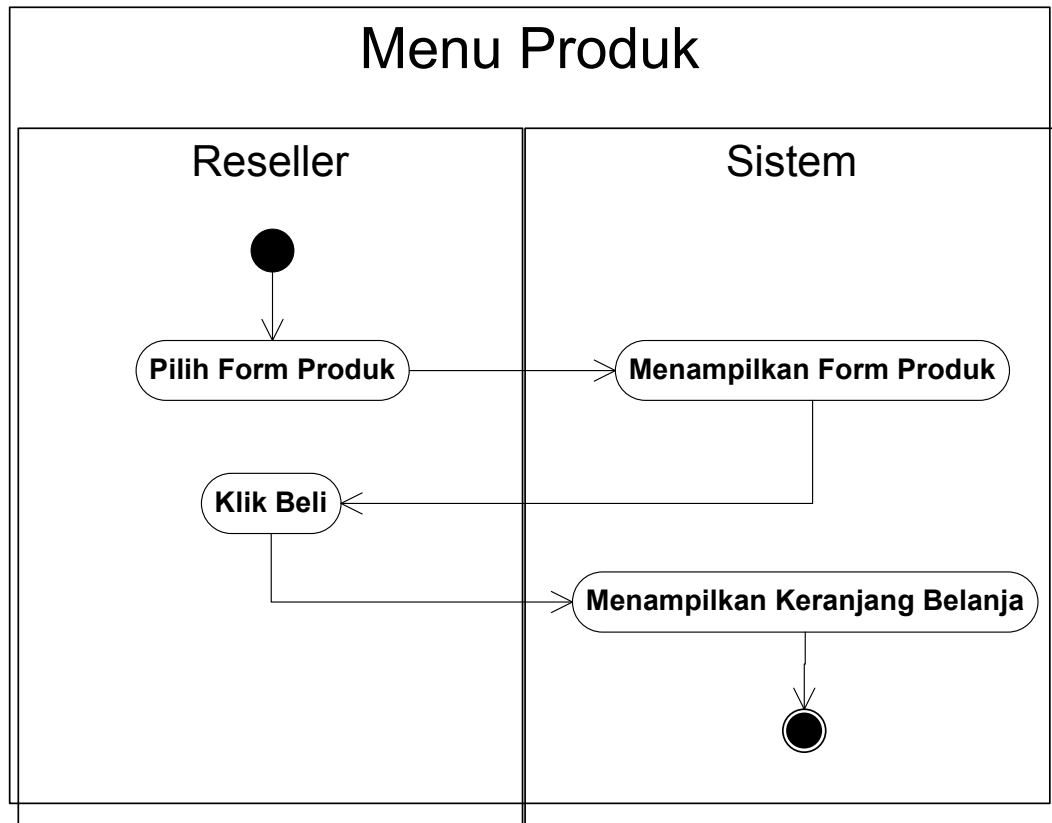 Menu Produk
Reseller
Sistem
Pilih Form Produk
Menampilkan Form Produk
Klik Beli
Menampilkan Keranjang Belanja